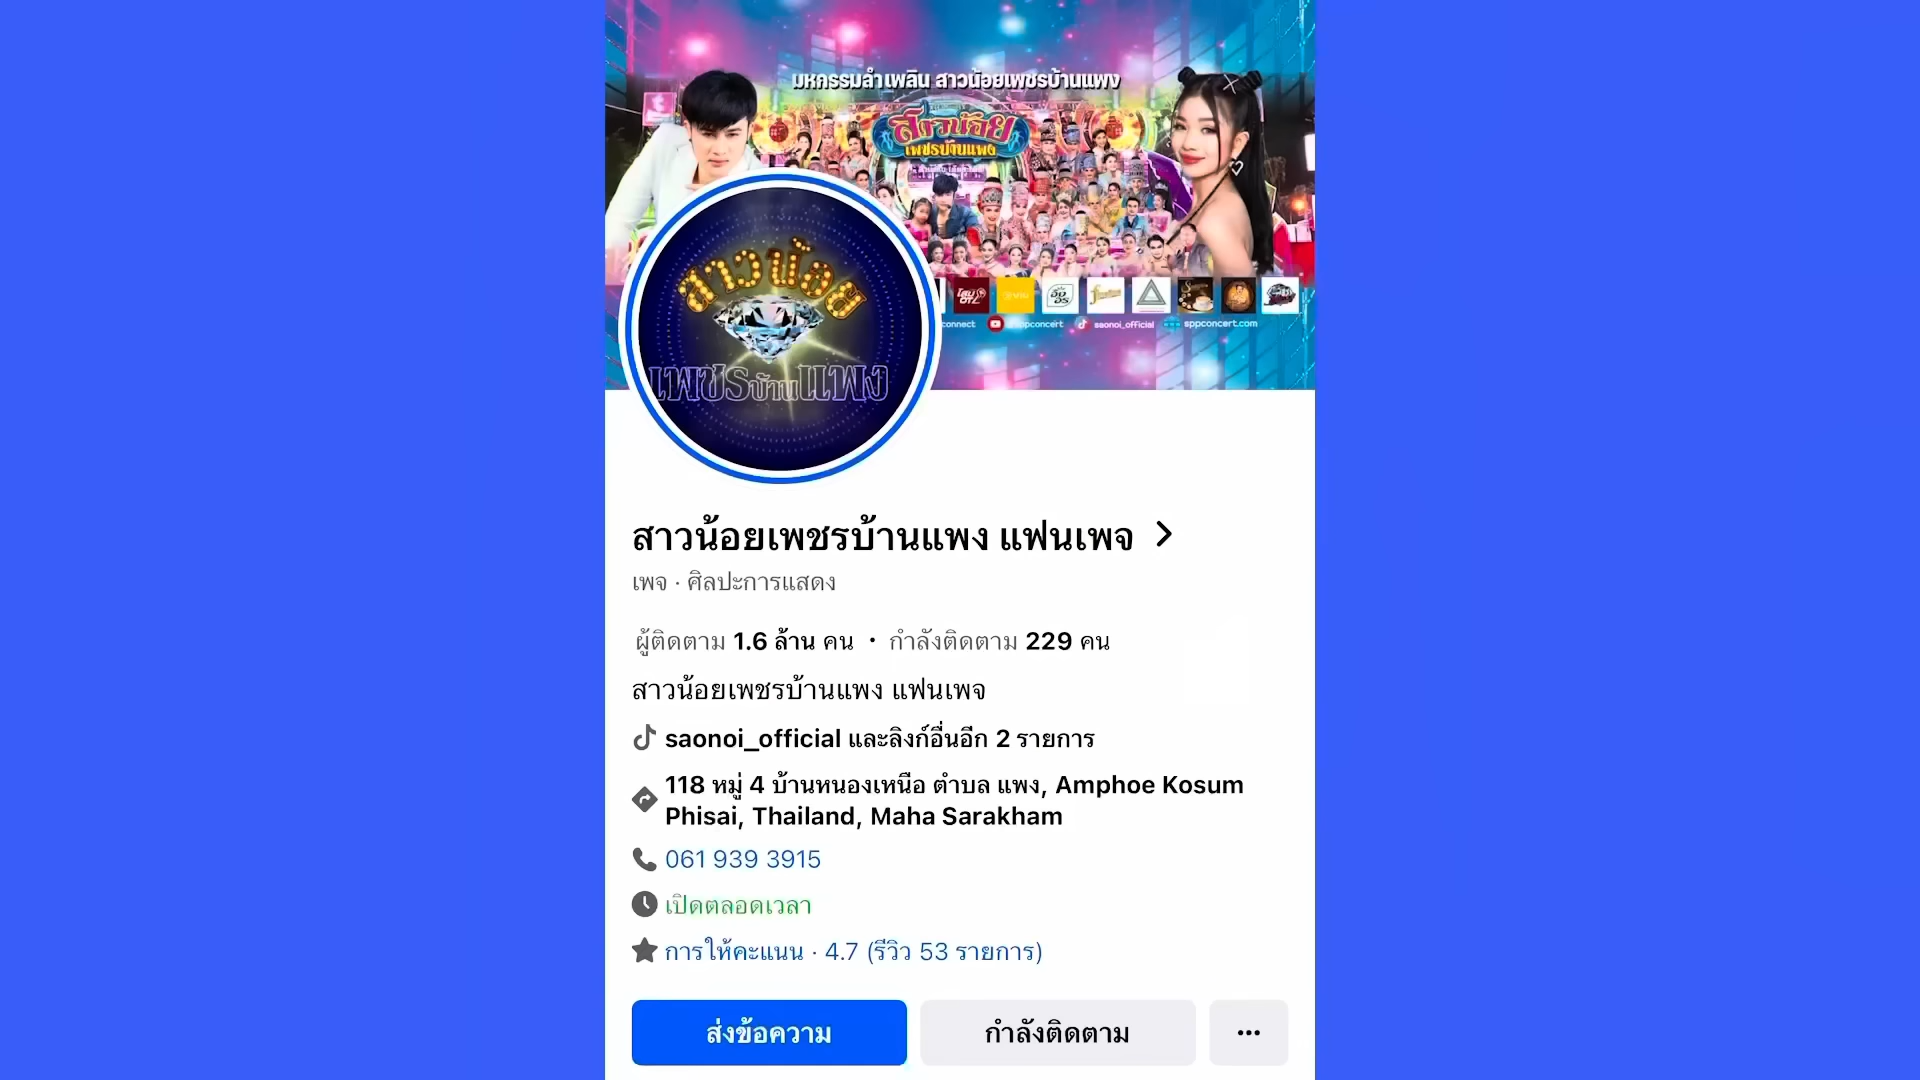 มหกรรมลำเพลิน สาวน้อยเพชรบ้านแพง
สาวน้อย
เพชรบ้านแพง
connect
sppconcert
saonoi_official
sppconcert.com
สาวน้อย
เพชรบ้านแพง
สาวน้อยเพชรบ้านแพง แฟนเพจ
เพจ · ศิลปะการแสดง
ผู้ติดตาม 1.6 ล้าน คน • กำลังติดตาม 229 คน
สาวน้อยเพชรบ้านแพง แฟนเพจ
saonoi_official และลิงก์อื่นอีก 2 รายการ
118 หมู่ 4 บ้านหนองเหนือ ตำบล แพง, Amphoe Kosum
Phisai, Thailand, Maha Sarakham
061 939 3915
เปิดตลอดเวลา
การให้คะแนน · 4.7 (รีวิว 53 รายการ)
ส่งข้อความ
กำลังติดตาม